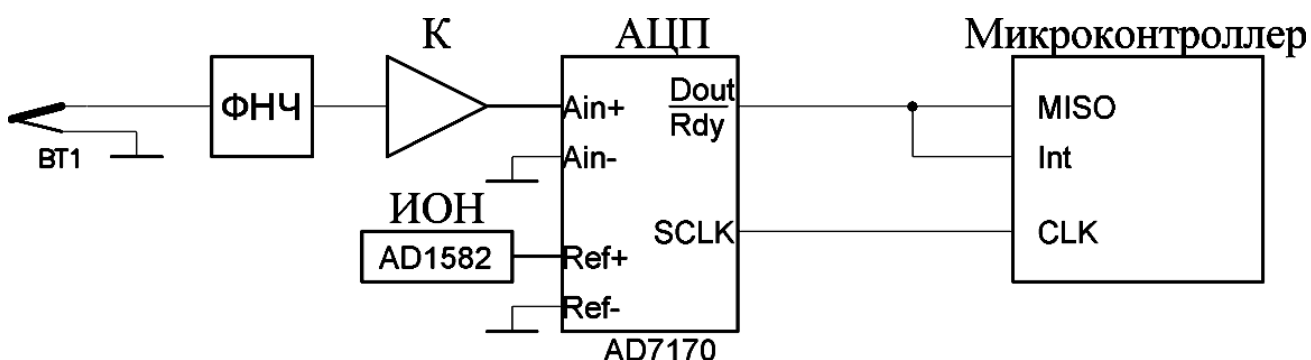 К
АЦП
Микроконтроллер
ФНЧ
BT1
Ain+
Ain-
Dout
Rdy
MISO
Int
ИОН
AD1582
Ref+
Ref-
SCLK
CLK
AD7170